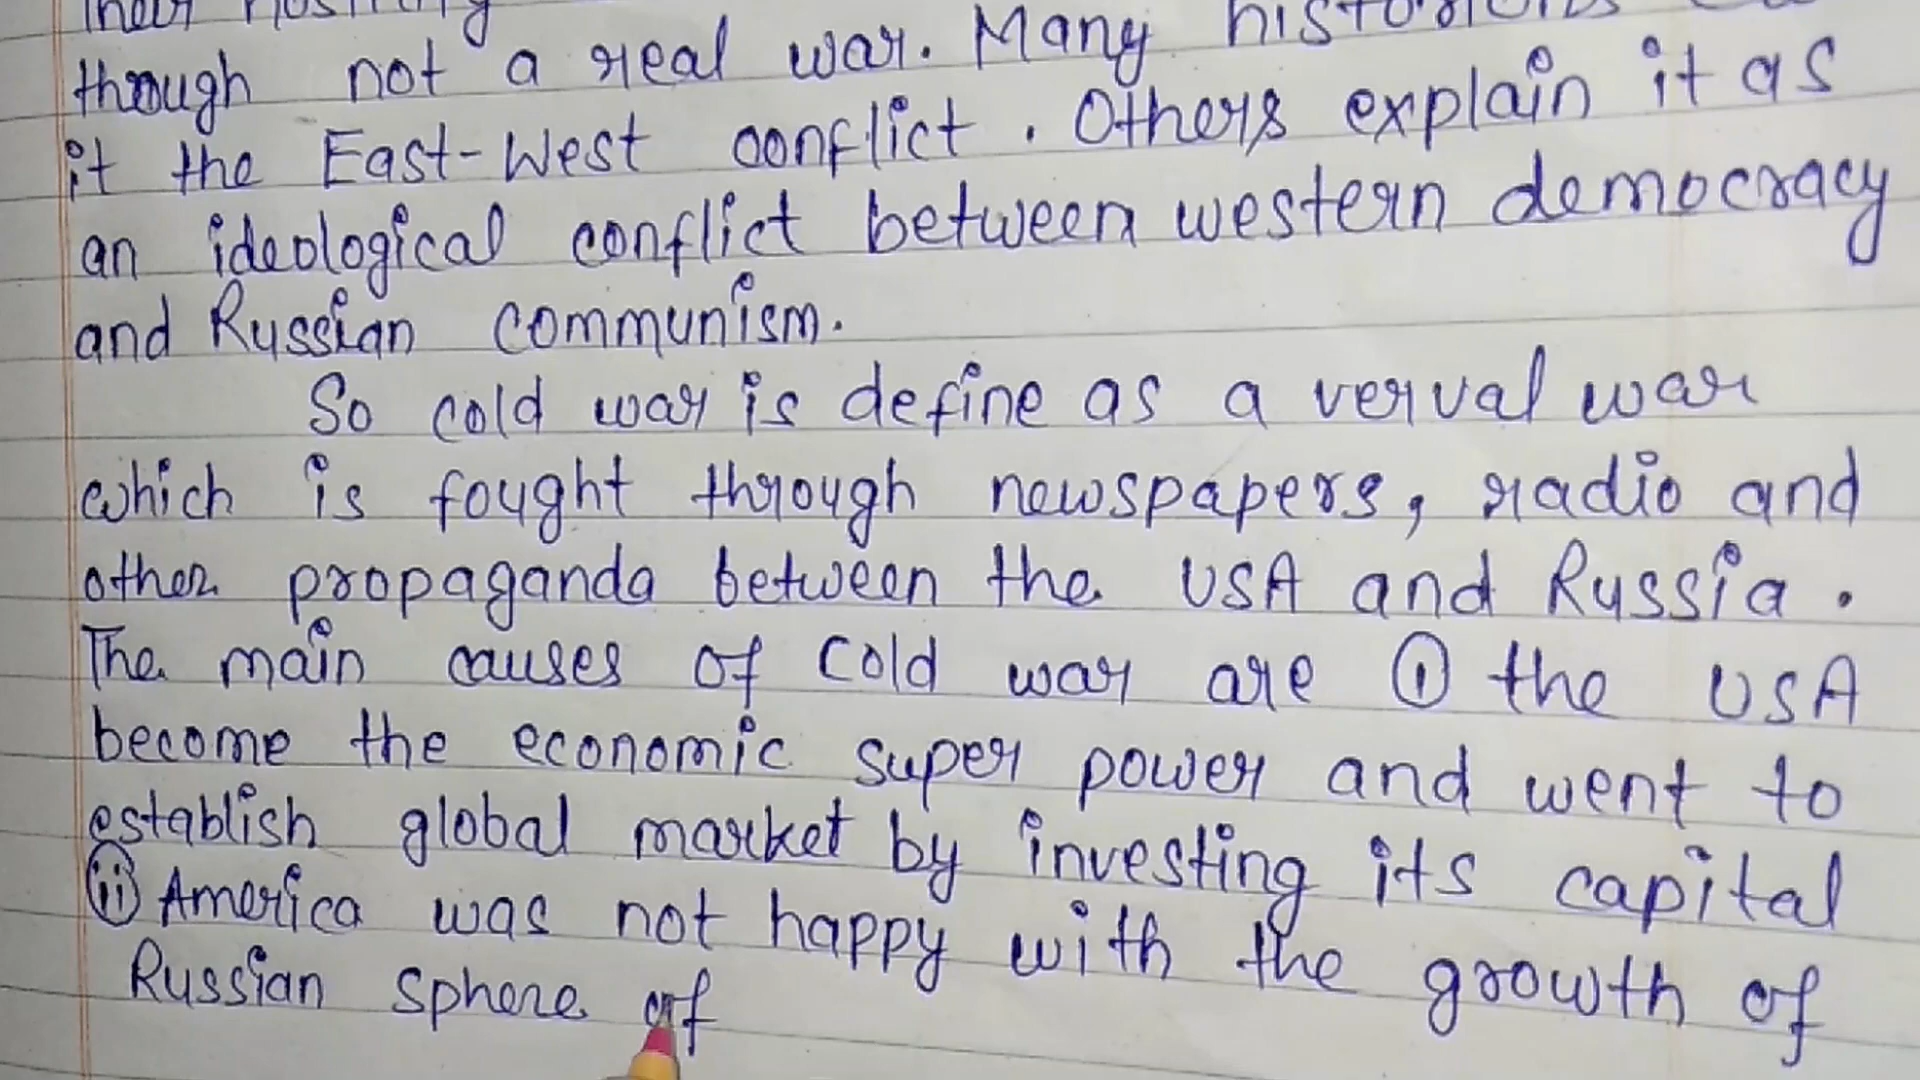 their
though not a real war. Many historians
it the East-West conflict. Others explain it as
an ideological conflict between western democracy
and Russian communism.
So cold war is define as a verval war
which is fought through newspapers, radio and
other propaganda between the USA and Russia.
The main causes of cold war are (i) the USA
become the economic super power and went to
establish global market by investing its capital
(ii) America was not happy with the growth of
Russian sphere of